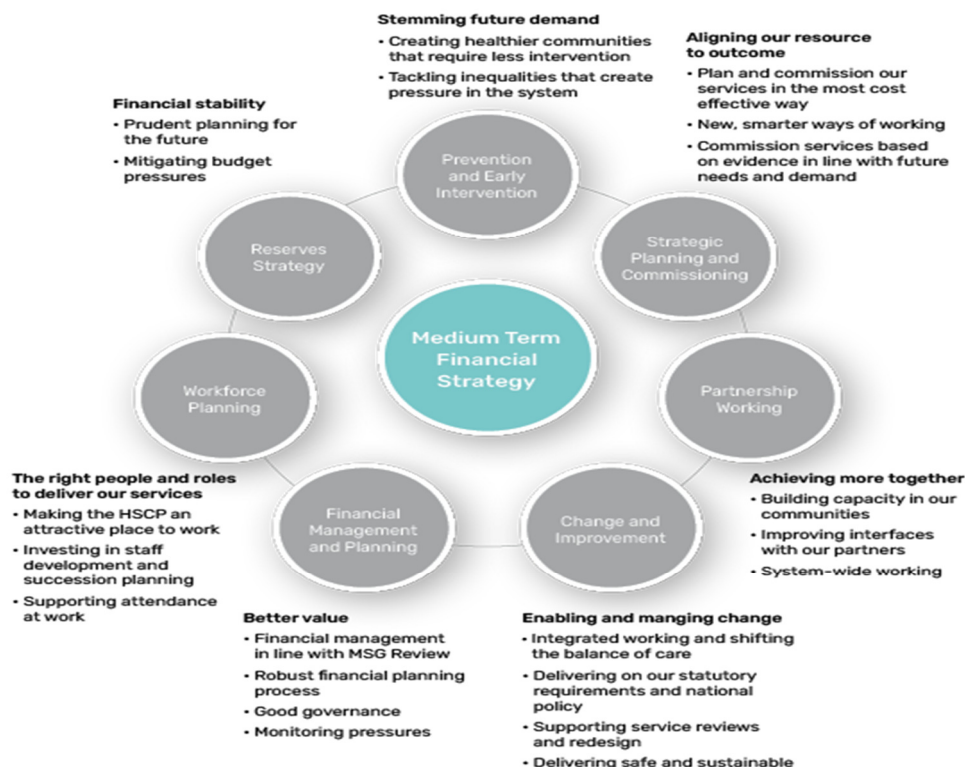 Stemming future demand
• Creating healthier communities
that require less intervention
• Tackling inequalities that create
pressure in the system
Aligning our resource
to outcome
• Plan and commission our
services in the most cost
effective way
• New, smarter ways of working
• Commission services based
on evidence in line with future
needs and demand
Financial stability
• Prudent planning for
the future
• Mitigating budget
pressures
Prevention
and Early
Intervention
Reserves
Strategy
Strategic
Planning and
Commissioning
Medium Term
Financial
Strategy
Workforce
Planning
Partnership
Working
The right people and roles
to deliver our services
• Making the HSCP an
attractive place to work
• Investing in staff
development and
succession planning
• Supporting attendance
at work
Financial
Management
and Planning
Change and
Improvement
Achieving more together
• Building capacity in our
communities
• Improving interfaces
with our partners
• System-wide working
Better value
• Financial management
in line with MSG Review
• Robust financial planning
process
• Good governance
• Monitoring pressures
Enabling and manging change
• Integrated working and shifting
the balance of care
• Delivering on our statutory
requirements and national
policy
• Supporting service reviews
and redesign
• Delivering safe and sustainable